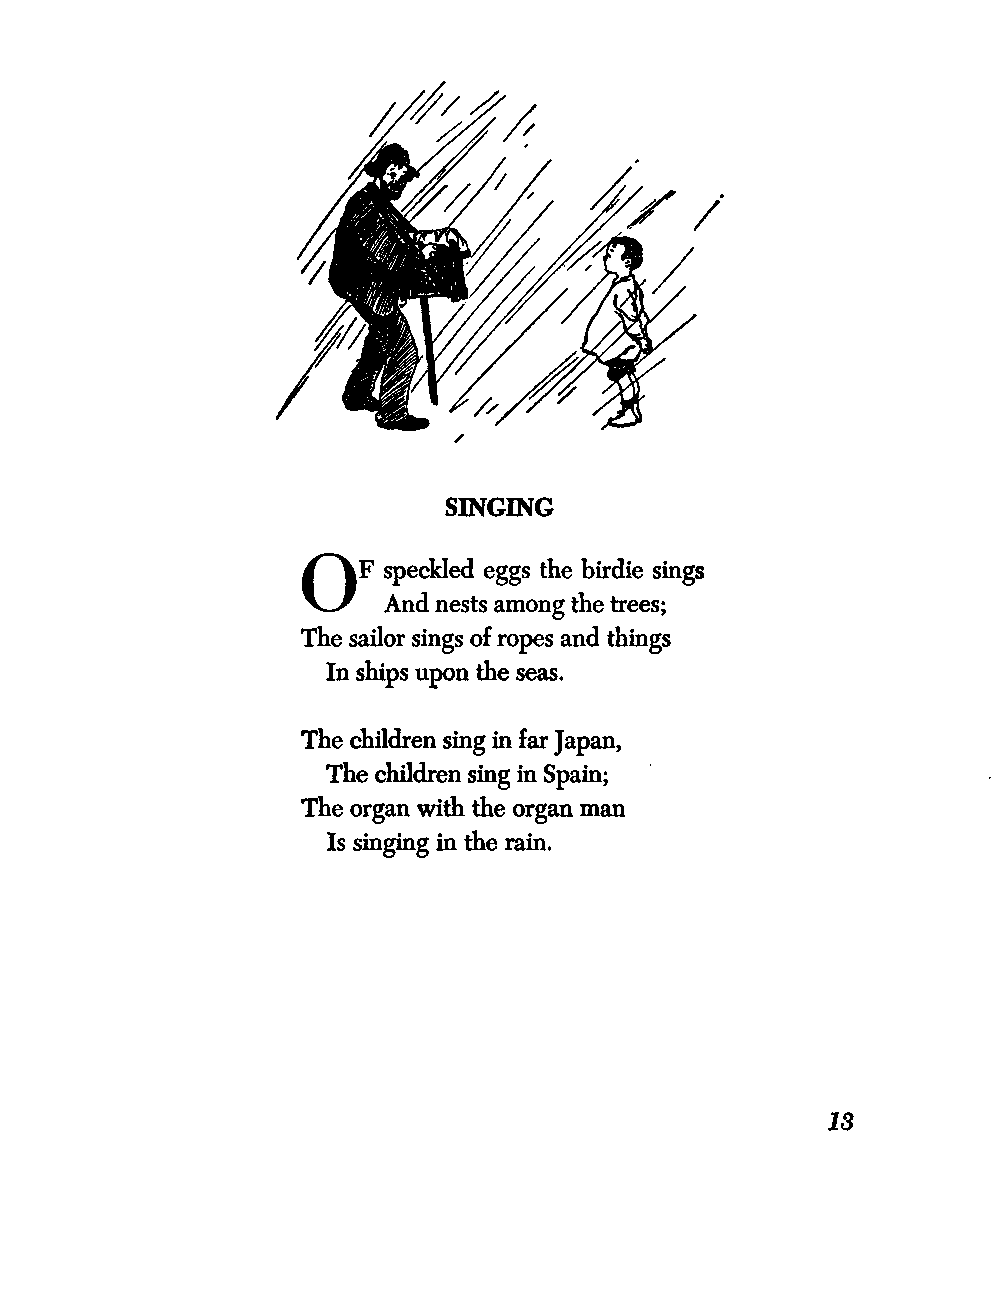 SINGING
OF speckled eggs the birdie sings
And nests among the trees;
The sailor sings of ropes and things
In ships upon the seas.
The children sing in far Japan,
The children sing in Spain;
The organ with the organ man
Is singing in the rain.
13